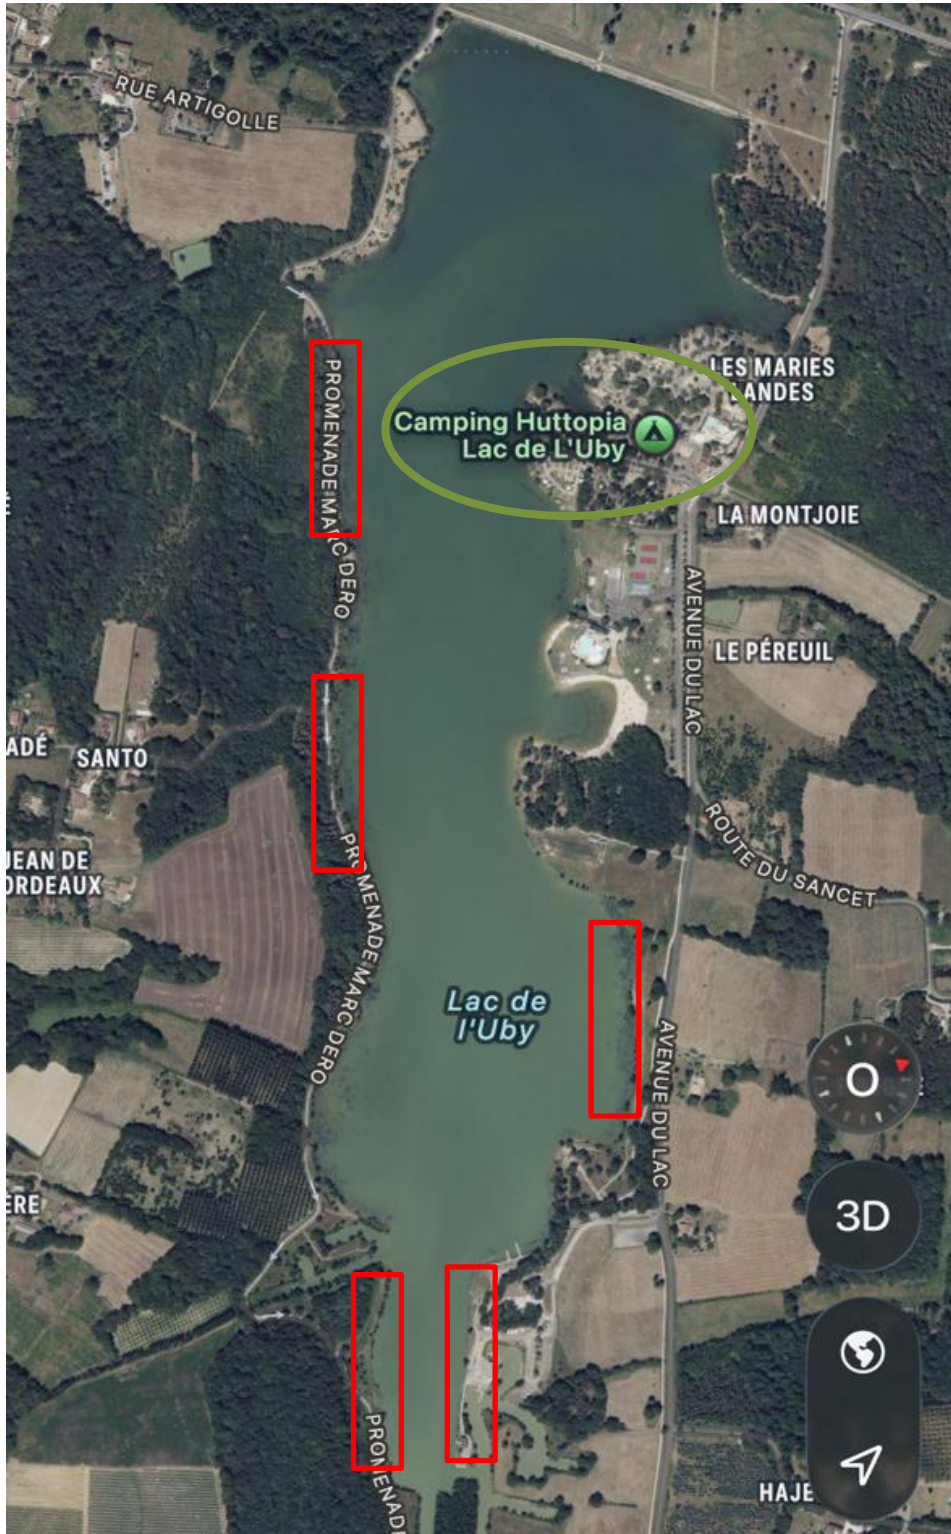 RUE ARTIGOLLE
LES MARIES
LANDES
PROMENADE MARC DERO
Camping Huttopia
Lac de L'Uby
LA MONTJOIE
AVENUE DU LAC
LE PÉREUIL
ADÉ
SANTO
JEAN DE
ORDEAUX
ROUTE DU SANCET
PROMENADE MARC DERO
Lac de
l'Uby
AVENUE DU LAC
O
ÈRE
3D
PROMENADE
HAJE